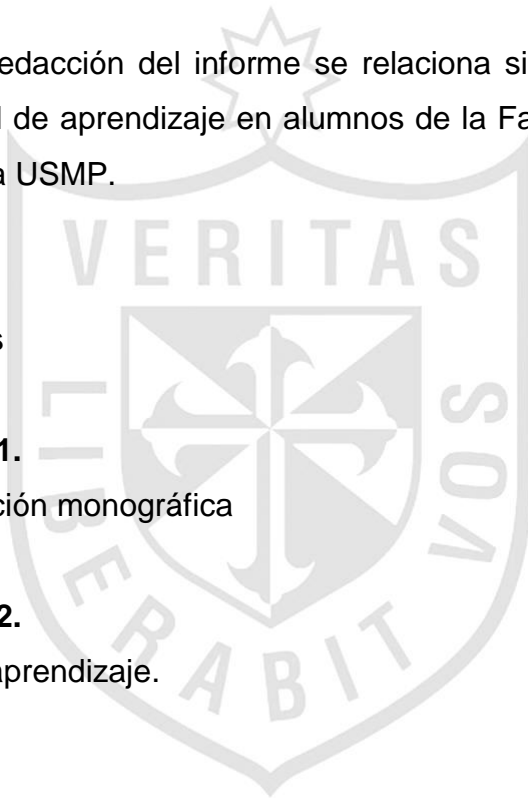 edacción del informe se relaciona si
l de aprendizaje en alumnos de la Fa
a USMP.
VERITAS
s
1.
ción monográfica
2.
aprendizaje.
LIBERABIT VOS